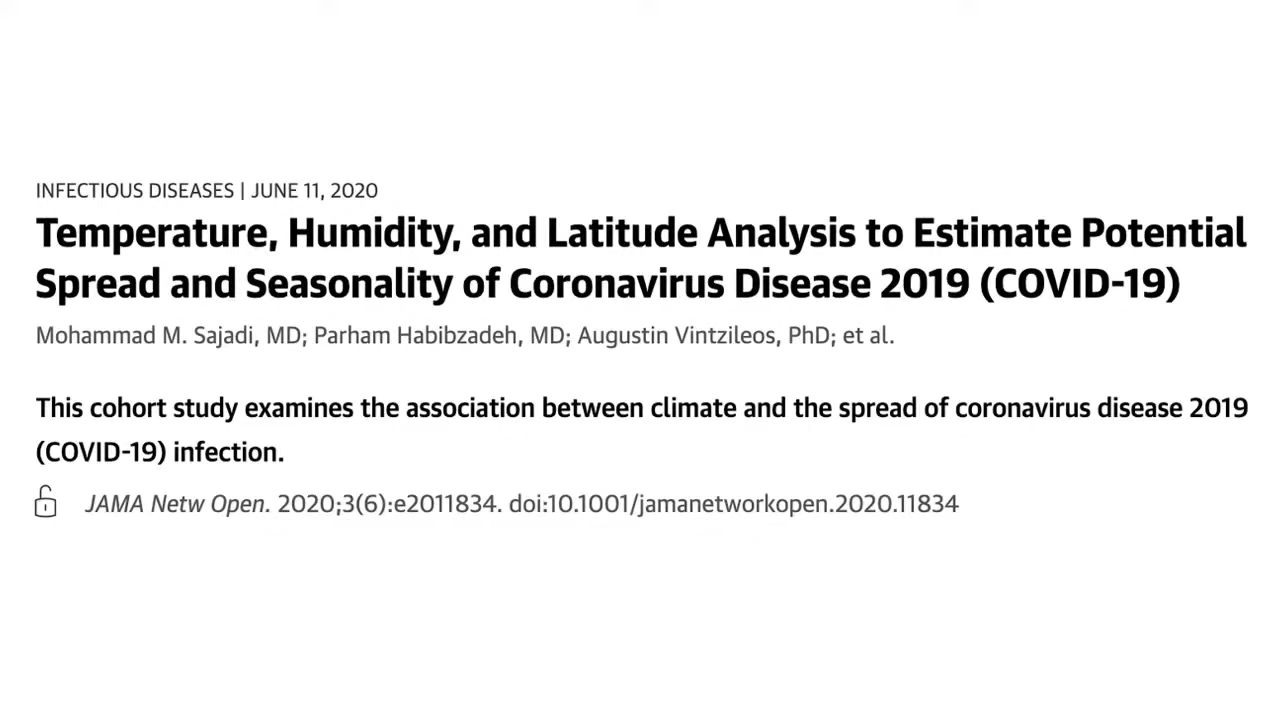 INFECTIOUS DISEASES | JUNE 11, 2020
Temperature, Humidity, and Latitude Analysis to Estimate Potential
Spread and Seasonality of Coronavirus Disease 2019 (COVID-19)
Mohammad M. Sajadi, MD; Parham Habibzadeh, MD; Augustin Vintzileos, PhD; et al.
This cohort study examines the association between climate and the spread of coronavirus disease 2019
(COVID-19) infection.
JAMA Netw Open. 2020;3(6):e2011834. doi:10.1001/jamanetworkopen.2020.11834